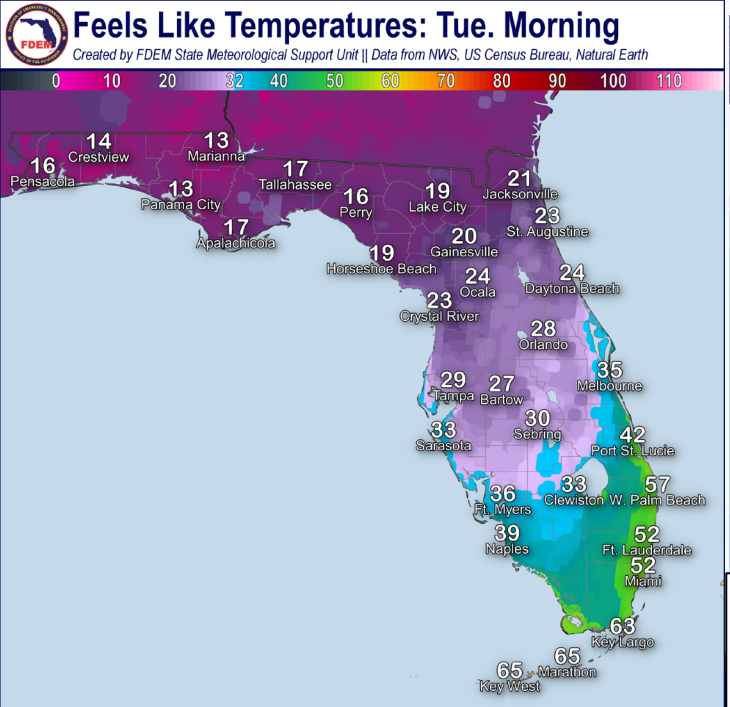 Feels Like Temperatures: Tue. Morning
Created by FDEM State Meteorological Support Unit || Data from NWS, US Census Bureau, Natural Earth
FDEM
0 10 20 32 40 50 60 70 80 90 100 110
14
Crestview
13
Marianna
16
Pensacola
17
Tallahassee
13
Panama City
16
Perry
19
Lake City
21
Jacksonville
17
Apalachicola
23
St. Augustine
20
Gainesville
19
Horseshoe Beach
24
Ocala
24
Daytona Beach
23
Crystal River
28
Orlando
35
Melbourne
29
Tampa
27
Bartow
30
Sebring
33
Sarasota
42
Port St. Lucie
36
Ft. Myers
33
Clewiston
57
W. Palm Beach
39
Naples
52
Ft. Lauderdale
52
Miami
63
Key Largo
65
Marathon
65
Key West